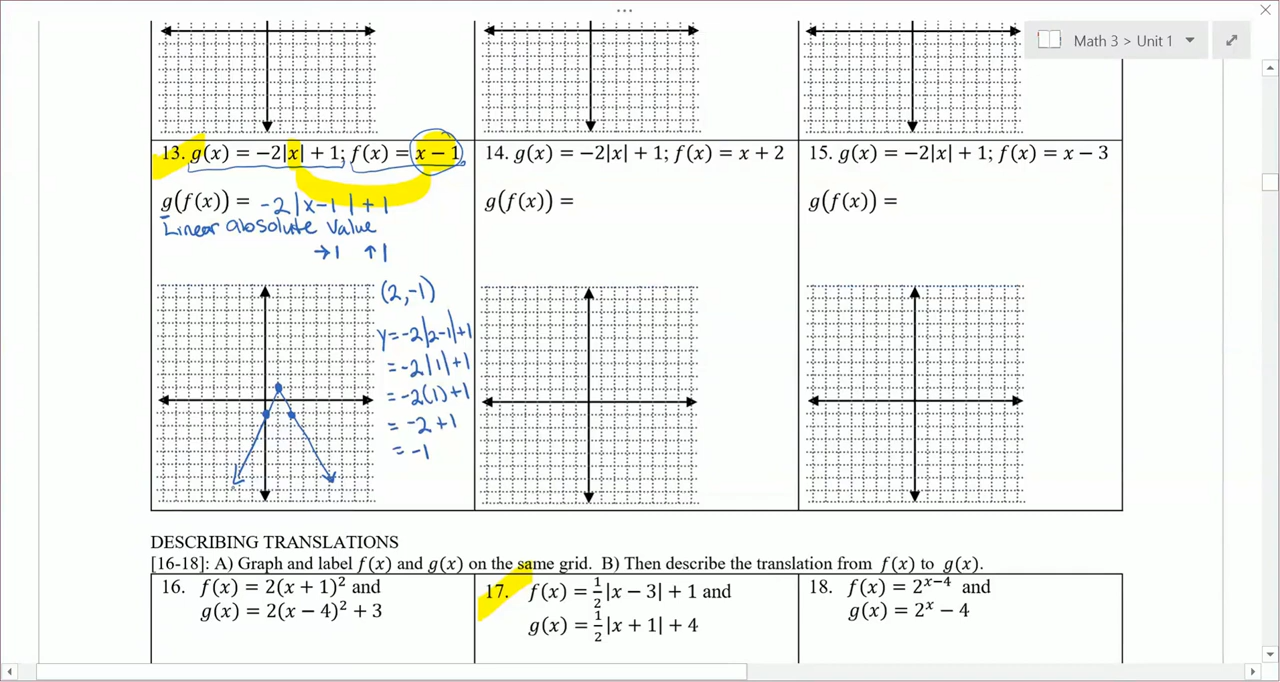 Math 3 > Unit 1
13. g(x) = −2|x| + 1; f(x) = x − 1
g(f(x)) = -2|x-1|+1
Linear absolute value
→1 ↑1
(2,-1)
y=-2|2-1|+1
= -2|1|+1
= -2(1)+1
= -2+1
= -1
14. g(x) = −2|x| + 1; f(x) = x + 2
g(f(x)) =
15. g(x) = −2|x| + 1; f(x) = x − 3
g(f(x)) =
DESCRIBING TRANSLATIONS
[16-18]: A) Graph and label f(x) and g(x) on the same grid. B) Then describe the translation from f(x) to g(x).
16. f(x) = 2(x + 1)² and
g(x) = 2(x − 4)² + 3
17. f(x) = ½|x − 3| + 1 and
g(x) = ½|x + 1| + 4
18. f(x) = 2ˣ⁻⁴ and
g(x) = 2ˣ − 4